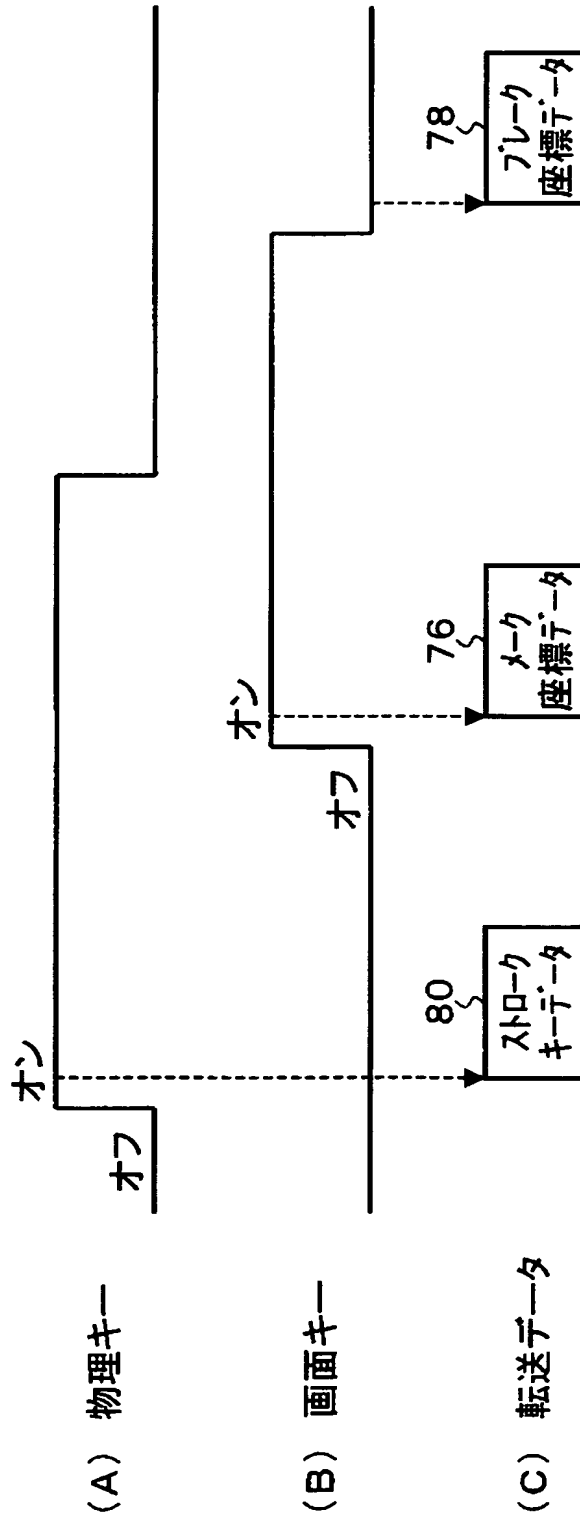 (A) 物理キー
オフ
オン
(B) 画面キー
オフ
オン
(C) 転送データ
80
ストローク
キーデータ
76
メーク
座標データ
78
ブレーク
座標データ